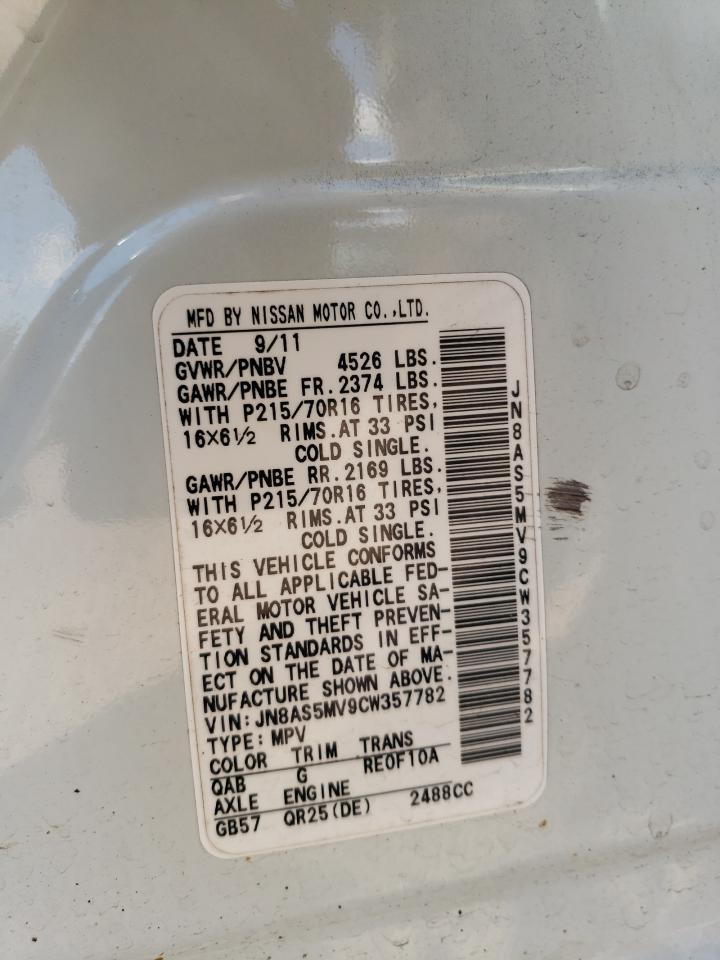 MFD BY NISSAN MOTOR CO.,LTD.
DATE 9/11
GVWR/PNBV 4526 LBS.
GAWR/PNBE FR. 2374 LBS.
WITH P215/70R16 TIRES,
16X6½ RIMS.AT 33 PSI
COLD SINGLE.
GAWR/PNBE RR. 2169 LBS.
WITH P215/70R16 TIRES,
16X6½ RIMS.AT 33 PSI
COLD SINGLE.
THIS VEHICLE CONFORMS
TO ALL APPLICABLE FED-
ERAL MOTOR VEHICLE SA-
FETY AND THEFT PREVEN-
TION STANDARDS IN EFF-
ECT ON THE DATE OF MA-
NUFACTURE SHOWN ABOVE.
VIN: JN8AS5MV9CW357782
TYPE: MPV
COLOR TRIM TRANS
QAB G RE0F10A
AXLE ENGINE
GB57 QR25(DE) 2488CC
JN8AS5MV9CW357782